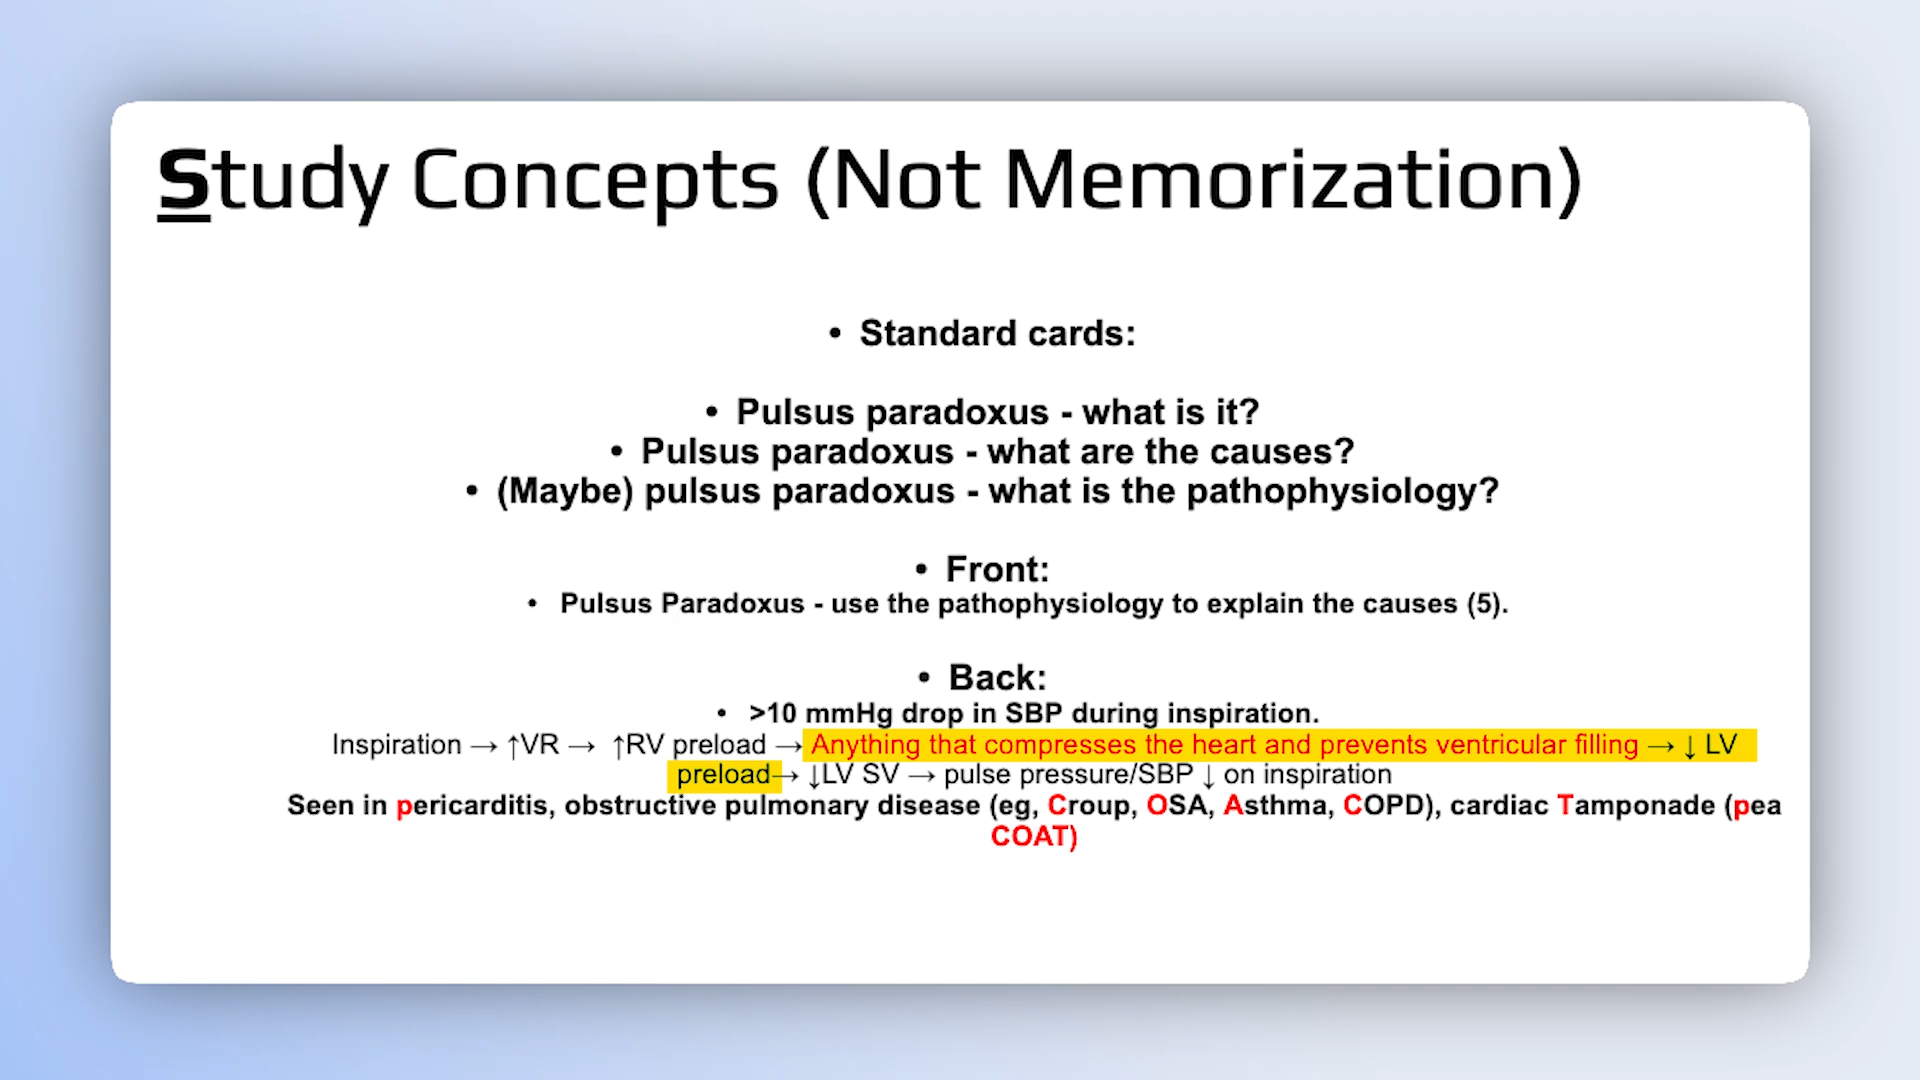 Study Concepts (Not Memorization)
• Standard cards:
• Pulsus paradoxus - what is it?
• Pulsus paradoxus - what are the causes?
• (Maybe) pulsus paradoxus - what is the pathophysiology?
• Front:
• Pulsus Paradoxus - use the pathophysiology to explain the causes (5).
• Back:
• >10 mmHg drop in SBP during inspiration.
Inspiration → ↑VR → ↑RV preload → Anything that compresses the heart and prevents ventricular filling → ↓ LV
preload→ ↓LV SV → pulse pressure/SBP ↓ on inspiration
Seen in pericarditis, obstructive pulmonary disease (eg, Croup, OSA, Asthma, COPD), cardiac Tamponade (pea
COAT)